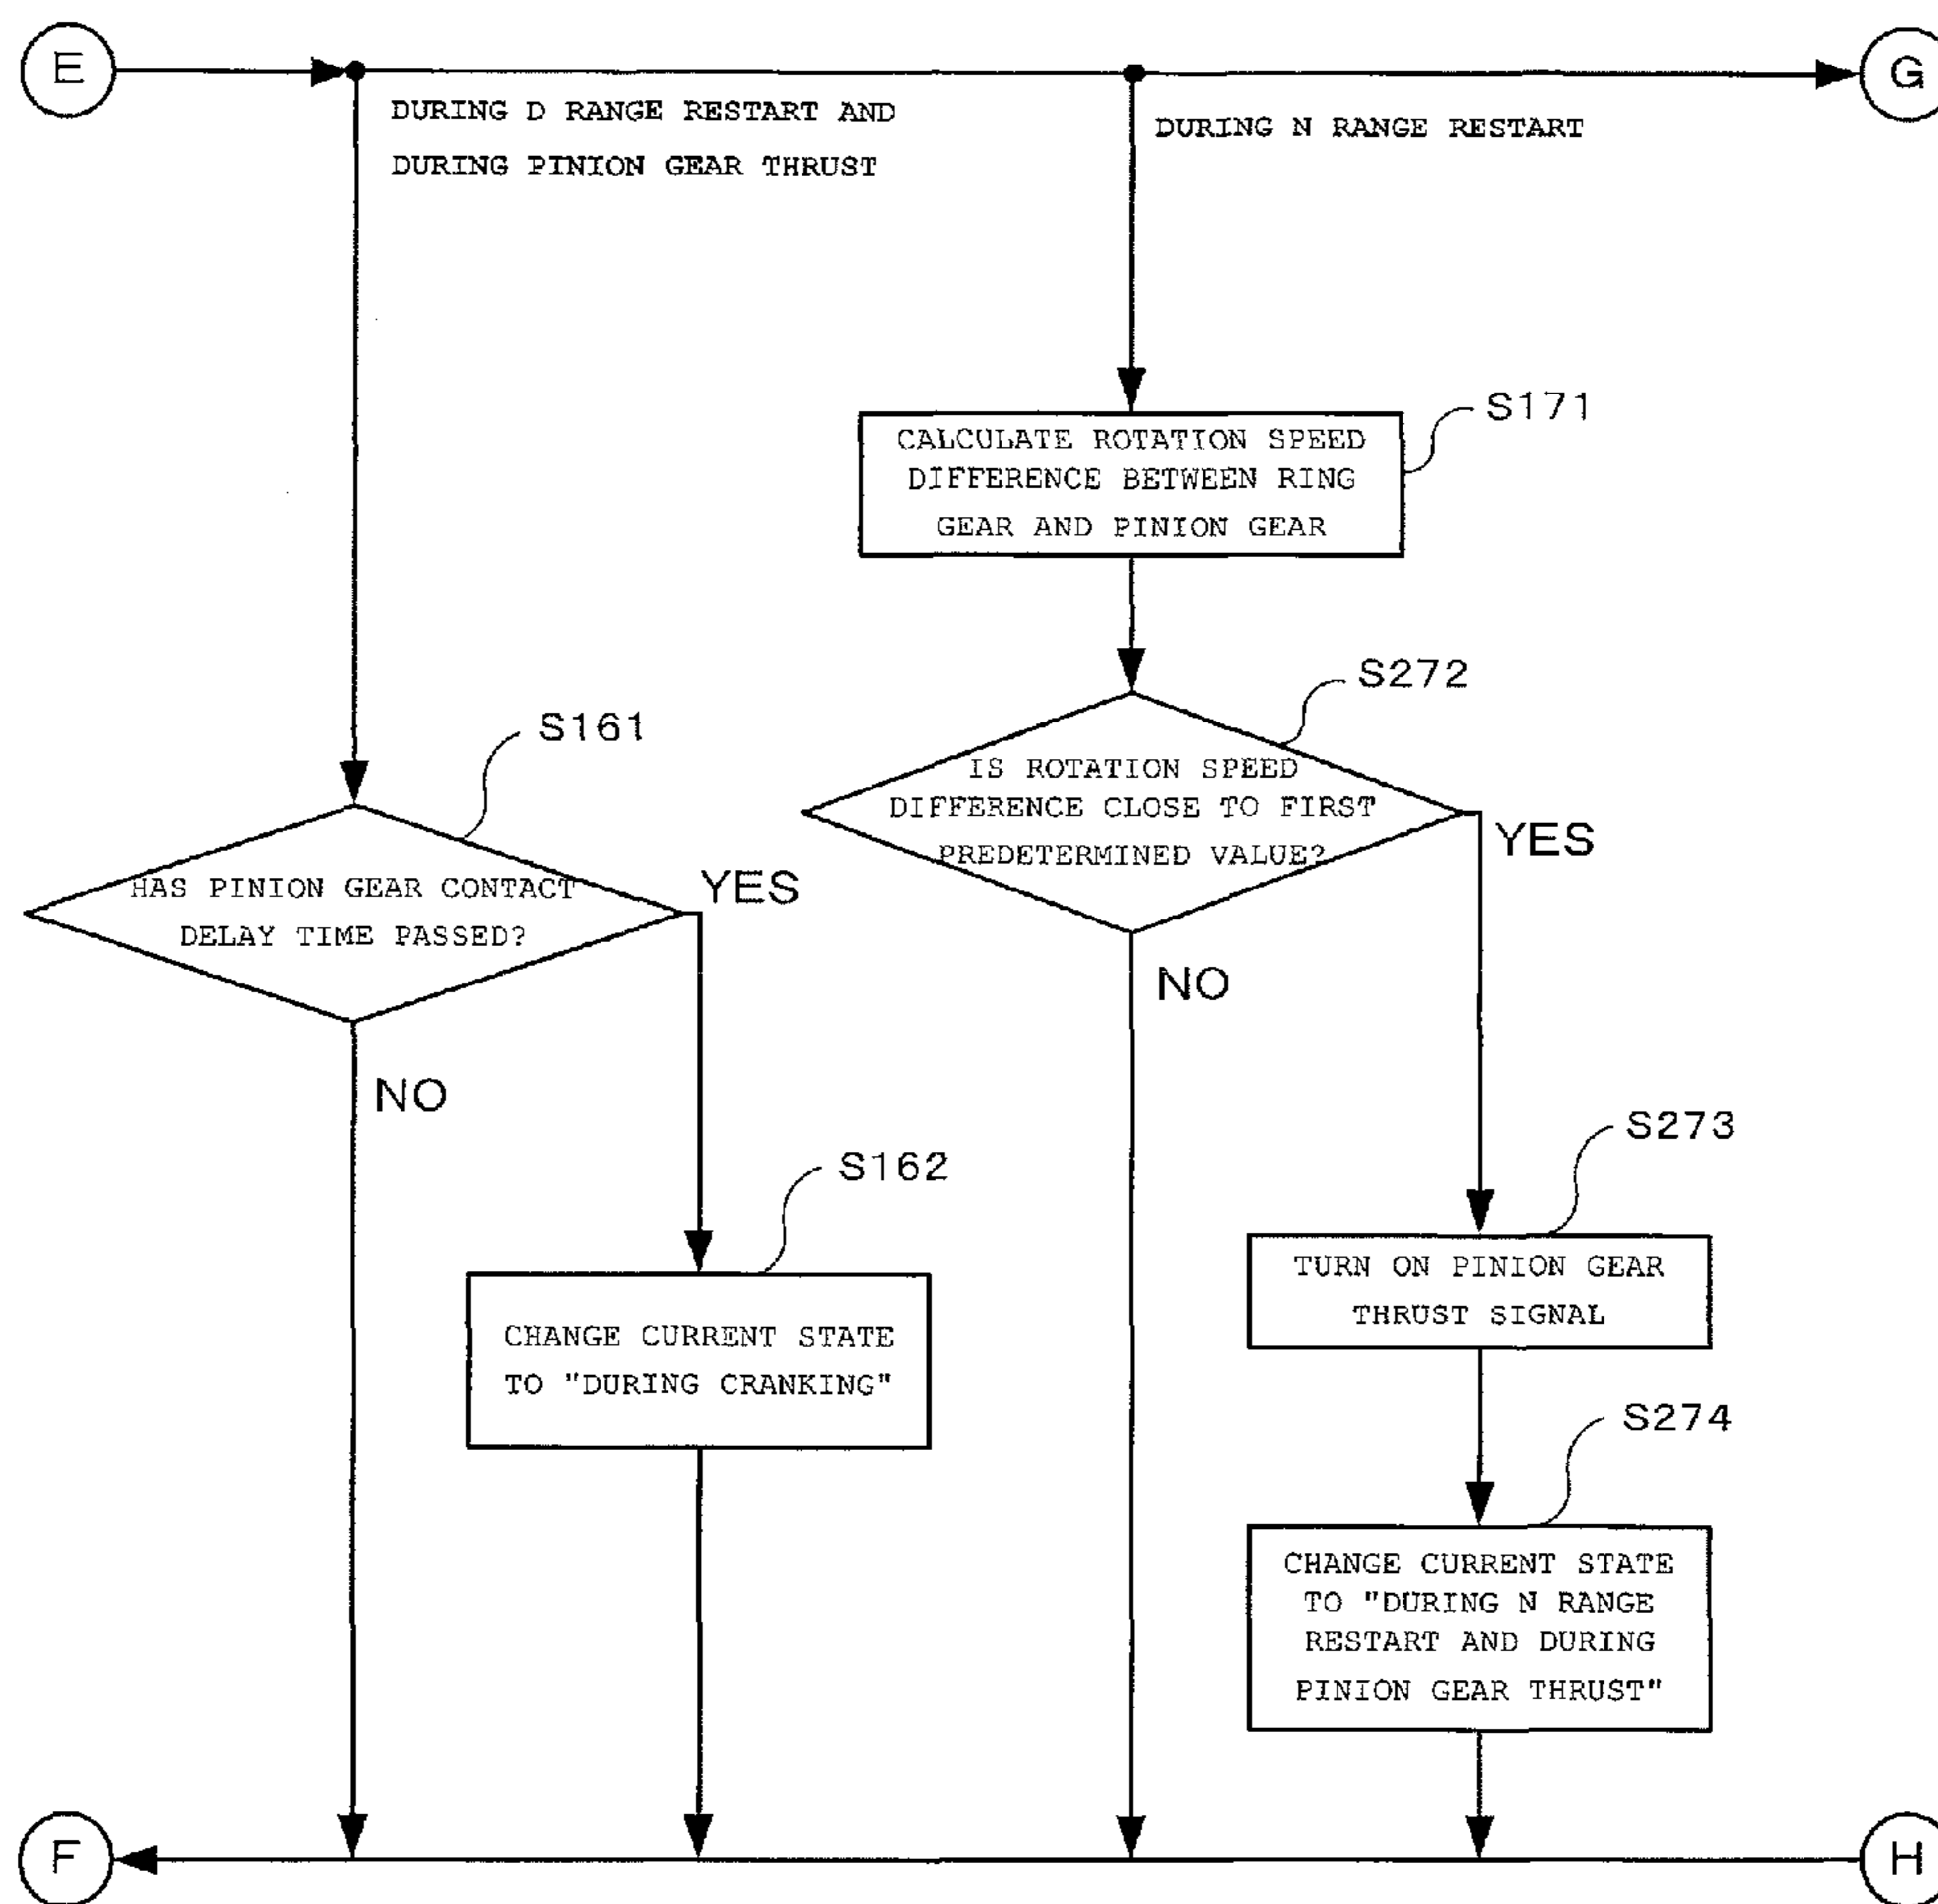 E
G
DURING D RANGE RESTART AND
DURING PINION GEAR THRUST
DURING N RANGE RESTART
S171
CALCULATE ROTATION SPEED
DIFFERENCE BETWEEN RING
GEAR AND PINION GEAR
S272
IS ROTATION SPEED
DIFFERENCE CLOSE TO FIRST
PREDETERMINED VALUE?
YES
NO
S161
HAS PINION GEAR CONTACT
DELAY TIME PASSED?
YES
NO
S162
CHANGE CURRENT STATE
TO "DURING CRANKING"
S273
TURN ON PINION GEAR
THRUST SIGNAL
S274
CHANGE CURRENT STATE
TO "DURING N RANGE
RESTART AND DURING
PINION GEAR THRUST"
F
H